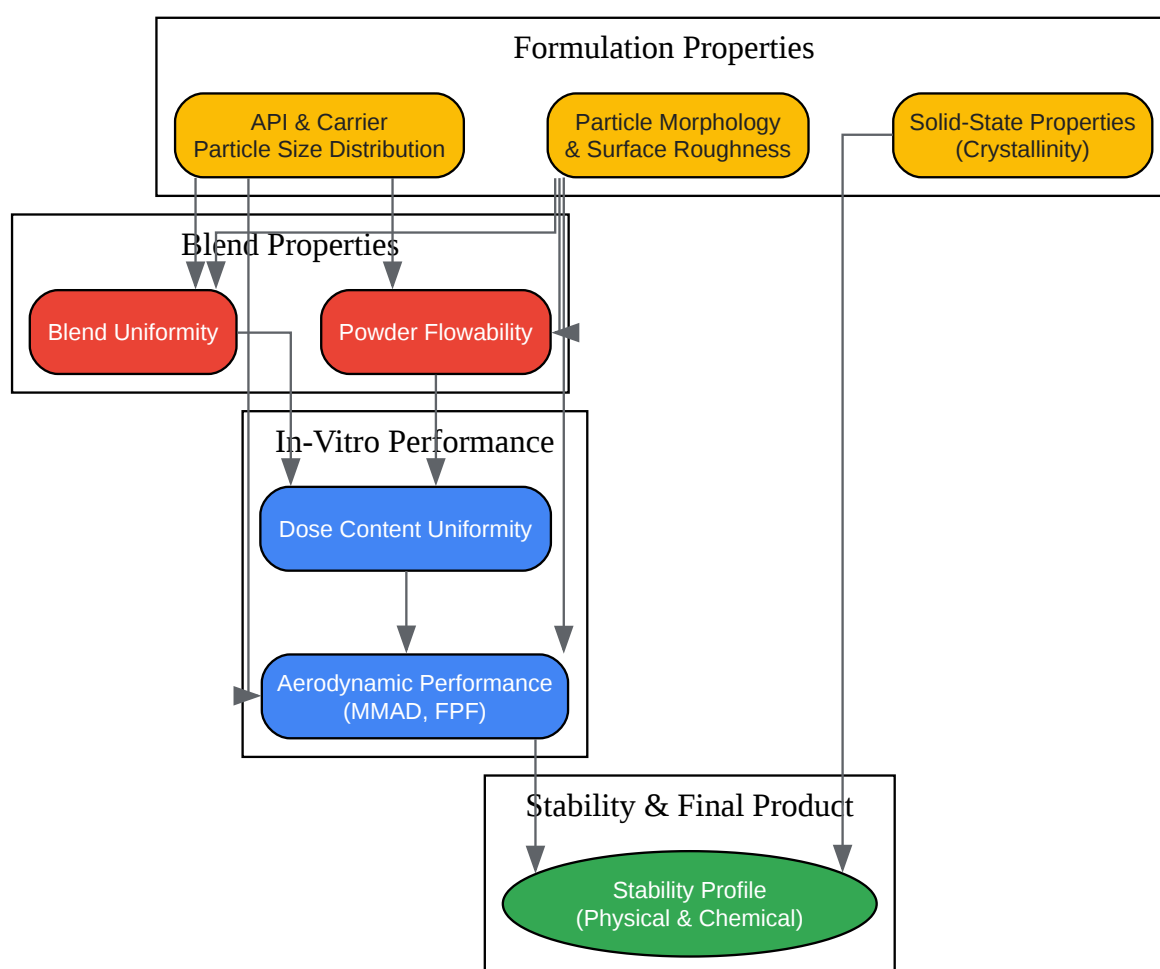 Formulation Properties
API & Carrier
Particle Size Distribution
Particle Morphology
& Surface Roughness
Solid-State Properties
(Crystallinity)
Blend Properties
Blend Uniformity
Powder Flowability
In-Vitro Performance
Dose Content Uniformity
Aerodynamic Performance
(MMAD, FPF)
Stability & Final Product
Stability Profile
(Physical & Chemical)